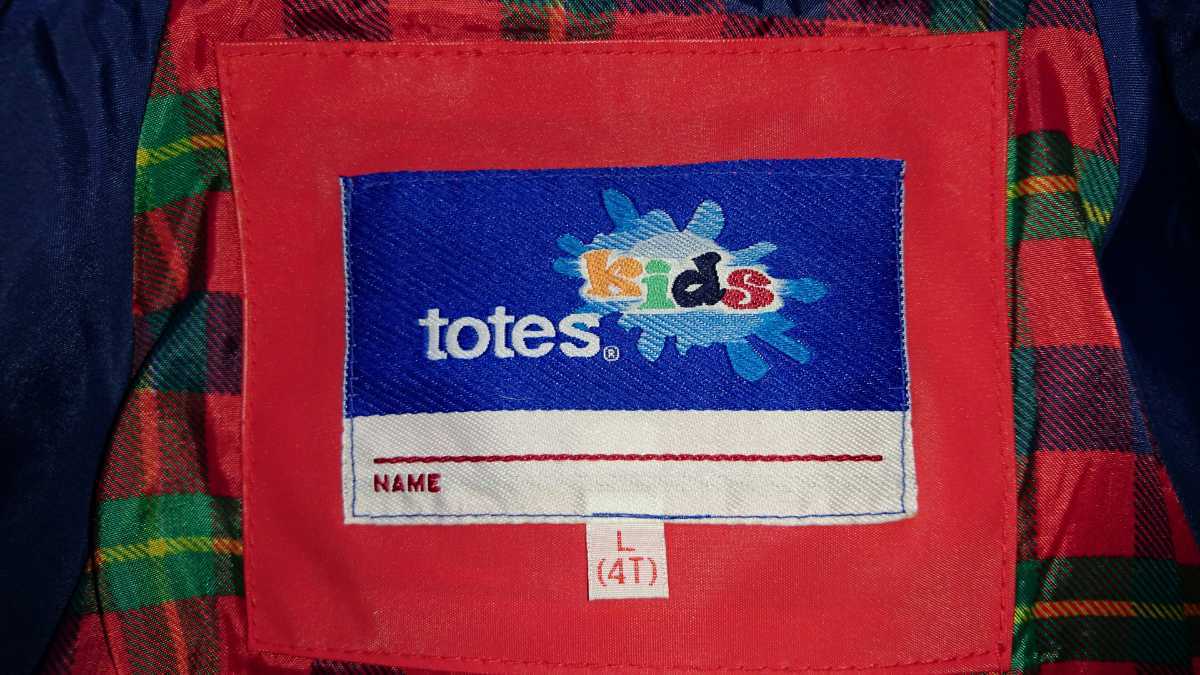 kids
totes®
NAME
L
(4T)